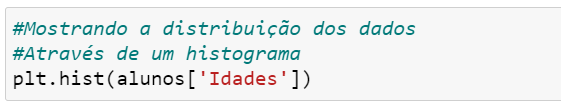 #Mostrando a distribuição dos dados
#Através de um histograma
plt.hist(alunos['Idades'])